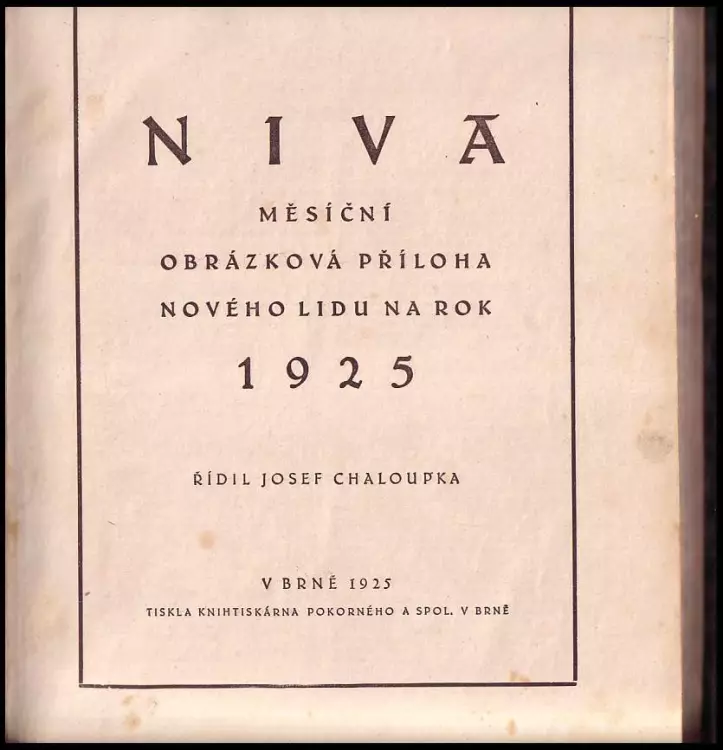 NIVA
MĚSÍČNÍ
OBRÁZKOVÁ PŘÍLOHA
NOVÉHO LIDU NA ROK
1925
ŘÍDIL JOSEF CHALOUPKA
V BRNĚ 1925
TISKLA KNIHTISKÁRNA POKORNÉHO A SPOL. V BRNĚ